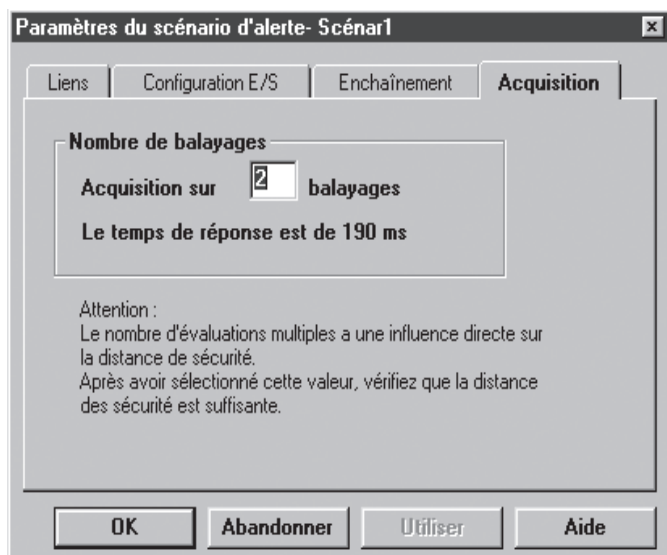 Paramètres du scénario d'alerte- Scénar1
Liens
Configuration E/S
Enchaînement
Acquisition
Nombre de balayages
Acquisition sur 2 balayages
Le temps de réponse est de 190 ms
Attention :
Le nombre d'évaluations multiples a une influence directe sur
la distance de sécurité.
Après avoir sélectionné cette valeur, vérifiez que la distance
des sécurité est suffisante.
OK
Abandonner
Utiliser
Aide